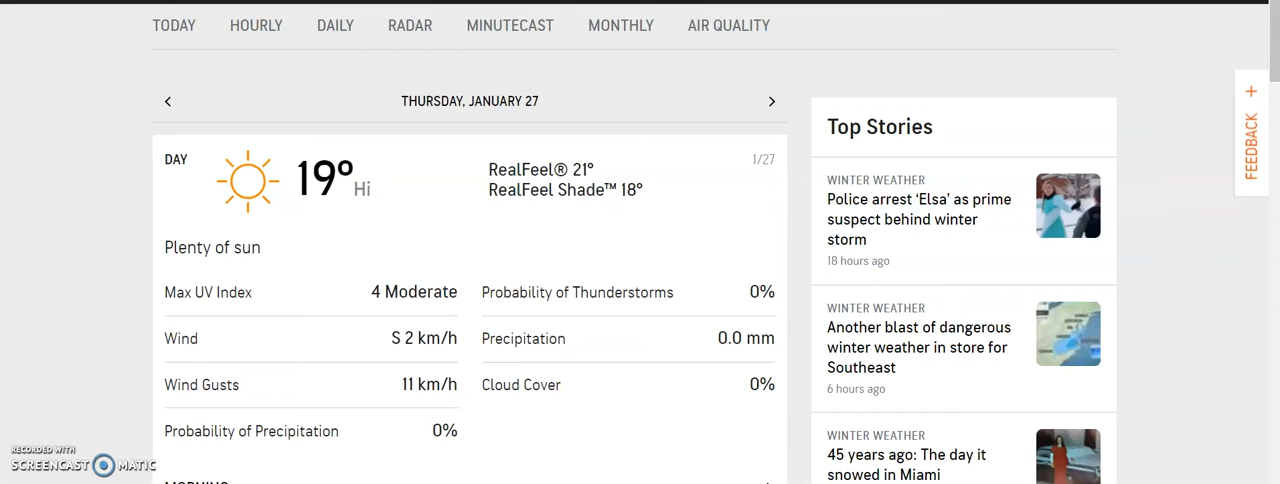 TODAY HOURLY DAILY RADAR MINUTECAST MONTHLY AIR QUALITY
THURSDAY, JANUARY 27
DAY
19° Hi
RealFeel® 21°
RealFeel Shade™ 18°
1/27
Plenty of sun
Max UV Index 4 Moderate
Wind S 2 km/h
Wind Gusts 11 km/h
Probability of Precipitation 0%
Probability of Thunderstorms 0%
Precipitation 0.0 mm
Cloud Cover 0%
Top Stories
WINTER WEATHER
Police arrest ‘Elsa’ as prime
suspect behind winter
storm
18 hours ago
WINTER WEATHER
Another blast of dangerous
winter weather in store for
Southeast
6 hours ago
WINTER WEATHER
45 years ago: The day it
snowed in Miami
FEEDBACK +
RECORDED WITH
SCREENCAST MATIC